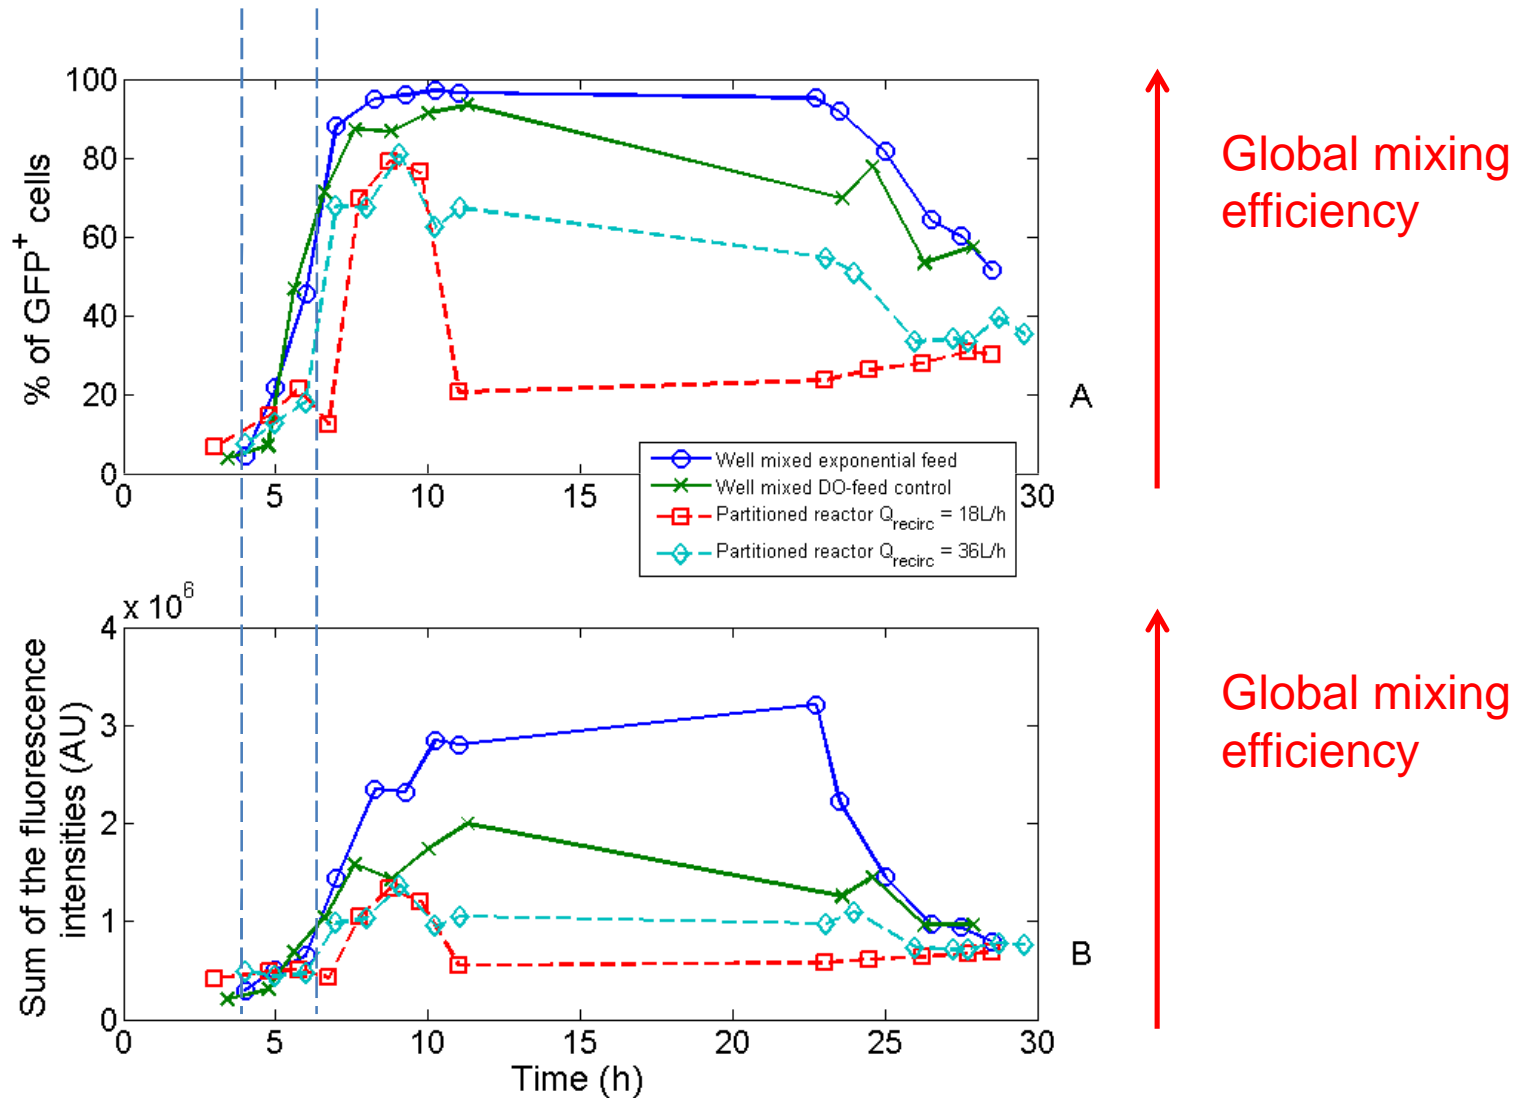 100
80
60
40
20
0
% of GFP+ cells
0 5 10 15 20 25 30
A
Global mixing
efficiency
Well mixed exponential feed
Well mixed DO-feed control
Partitioned reactor Qrecirc = 18L/h
Partitioned reactor Qrecirc = 36L/h
x 10^6
4
3
2
1
0
Sum of the fluorescence
intensities (AU)
0 5 10 15 20 25 30
Time (h)
B
Global mixing
efficiency